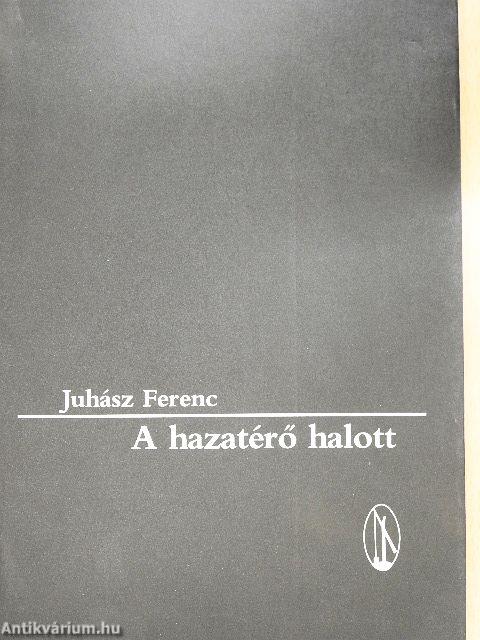 Juhász Ferenc
A hazatérő halott
Antikvárium.hu